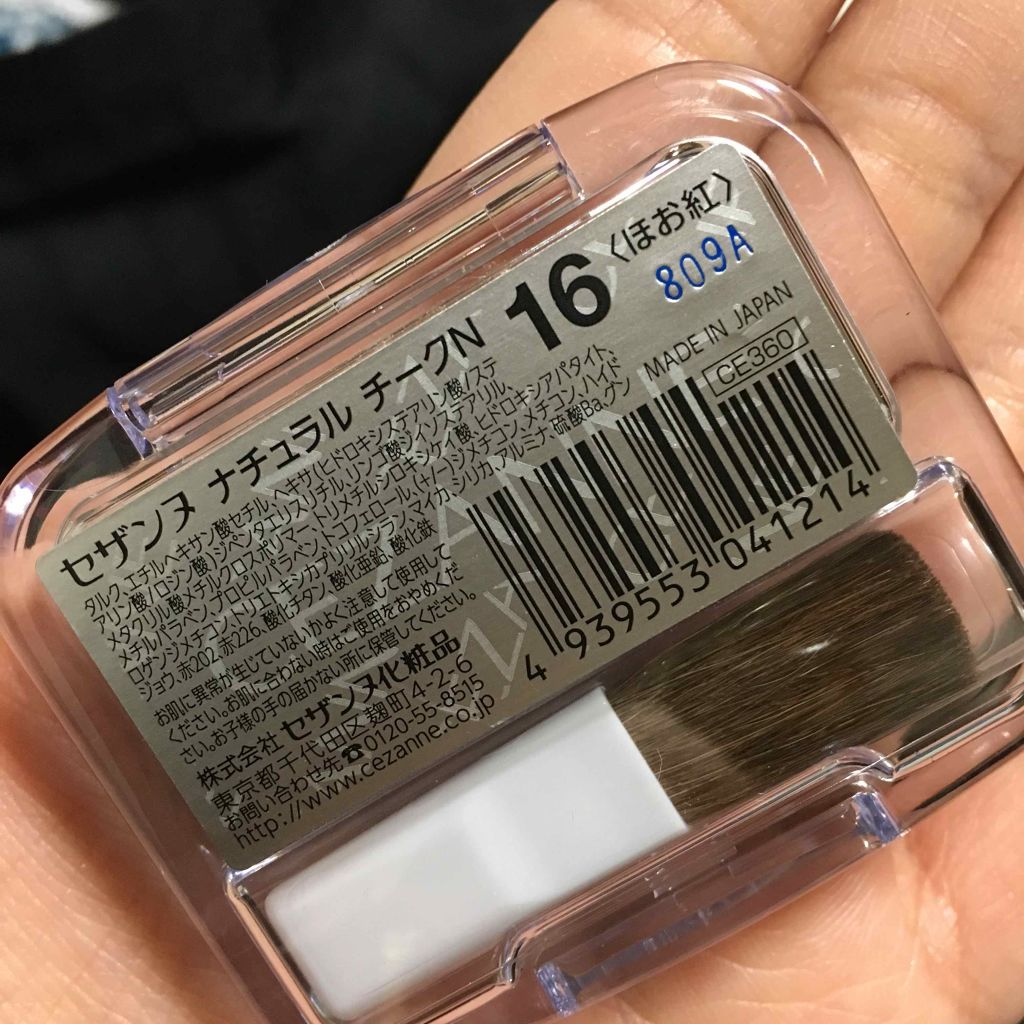 セザンヌ ナチュラル チークN 16 〈ほお紅〉
809A
MADE IN JAPAN
CE360
タルク、エチルヘキサン酸セチル、ヘキサ(ヒドロキシステアリン酸/ステ
アリン酸/ロジン酸)ジペンタエリスリチル、リンゴ酸ジイソステアリル、
メタクリル酸メチルクロスポリマー、トリメチルシロキシケイ酸、ヒドロキシアパタイト、
メチルパラベン、プロピルパラベン、トコフェロール、(+/-)ジメチコン、メチコン、ハイド
ロゲンジメチコン、トリエトキシカプリリルシラン、マイカ、シリカ、アルミナ、硫酸Ba、グン
ジョウ、赤202、赤226、酸化チタン、酸化亜鉛、酸化鉄
お肌に異常が生じていないかよく注意して使用して
ください。お肌に合わない時はご使用をおやめくだ
さい。お子様の手の届かない所に保管してください。
株式会社 セザンヌ化粧品
東京都千代田区麹町4-2-6
お問い合わせ先☎0120-55-8515
http://www.cezanne.co.jp
4 939553 041214